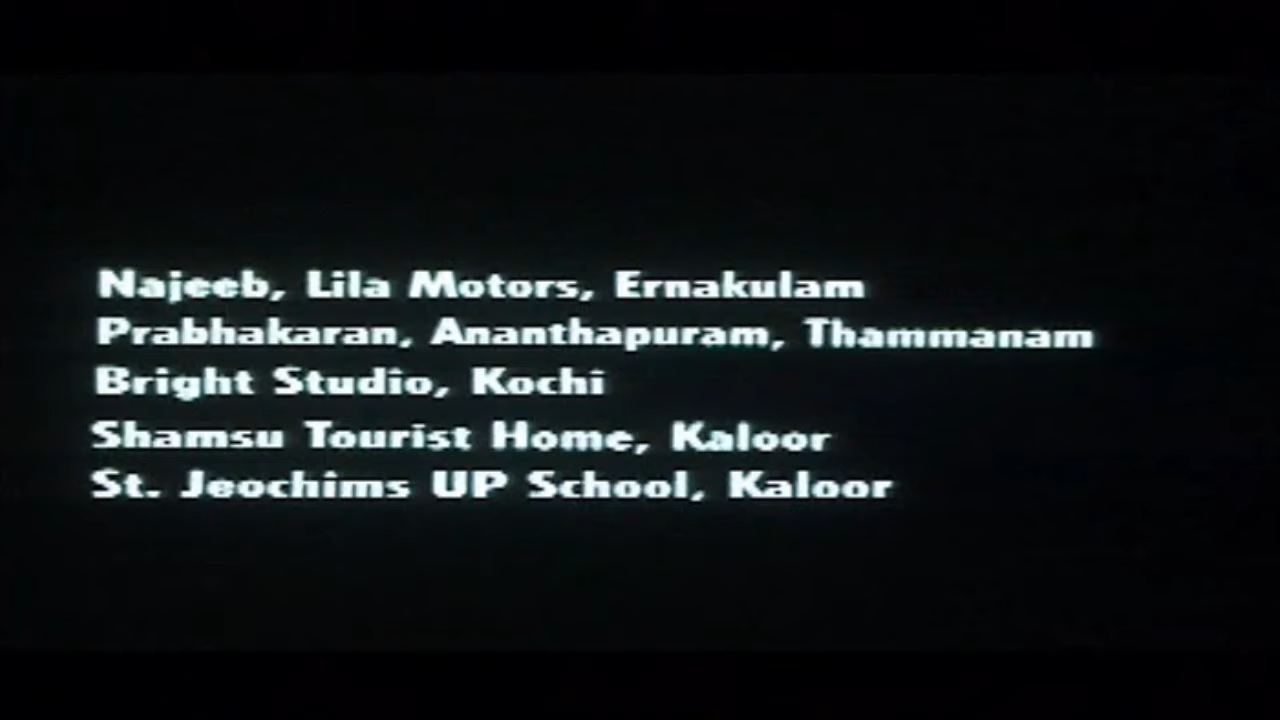 Najeeb, Lila Motors, Ernakulam
Prabhakaran, Ananthapuram, Thammanam
Bright Studio, Kochi
Shamsu Tourist Home, Kaloor
St. Jeochims UP School, Kaloor